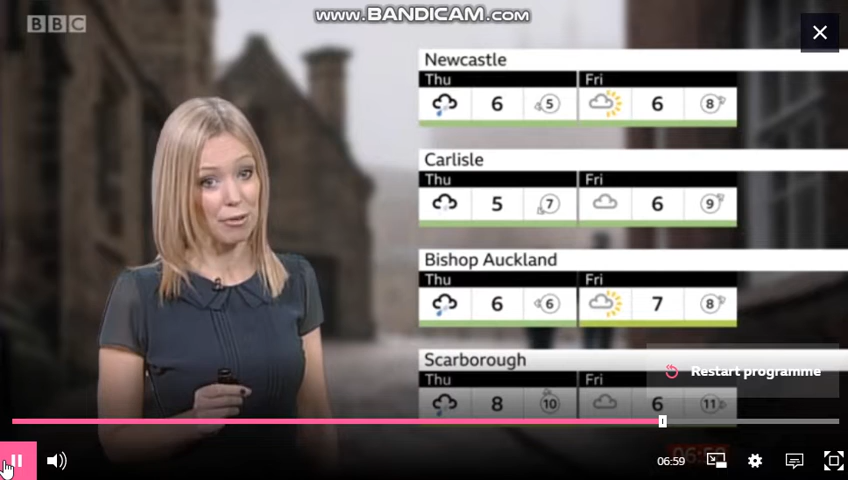 www.BANDICAM.com
BBC
Newcastle
Thu Fri
6 5 6 8
Carlisle
Thu Fri
5 7 6 9
Bishop Auckland
Thu Fri
6 6 7 8
Scarborough
Restart programme
Thu Fri
8 10 6 11
06:59